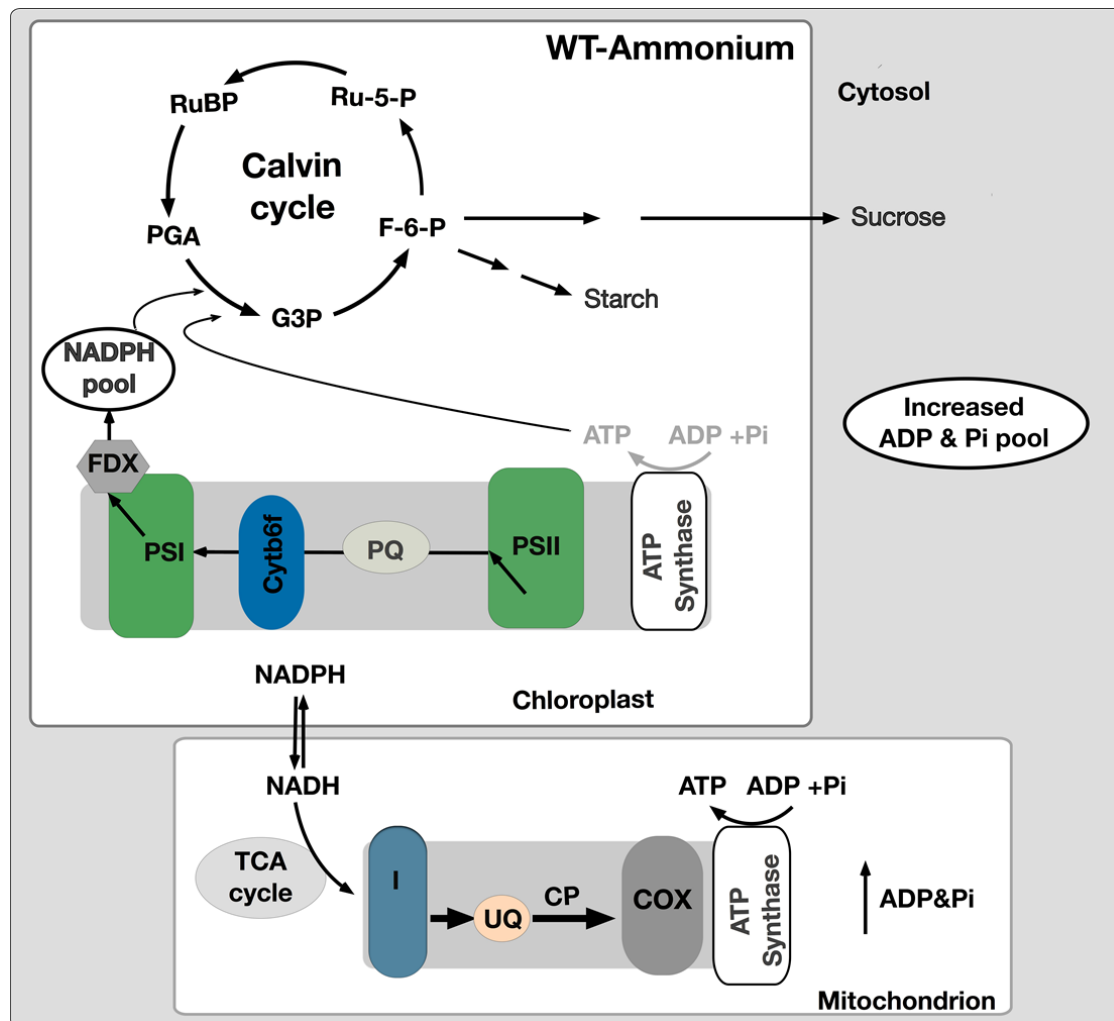 WT-Ammonium
Cytosol
RuBP
Ru-5-P
Calvin
cycle
PGA
F-6-P
Sucrose
Starch
G3P
NADPH
pool
Increased
ADP & Pi pool
ATP
ADP +Pi
FDX
PSI
Cytb6f
PQ
PSII
ATP
Synthase
NADPH
Chloroplast
NADH
ATP
ADP +Pi
TCA
cycle
I
UQ
CP
COX
ATP
Synthase
ADP&Pi
Mitochondrion